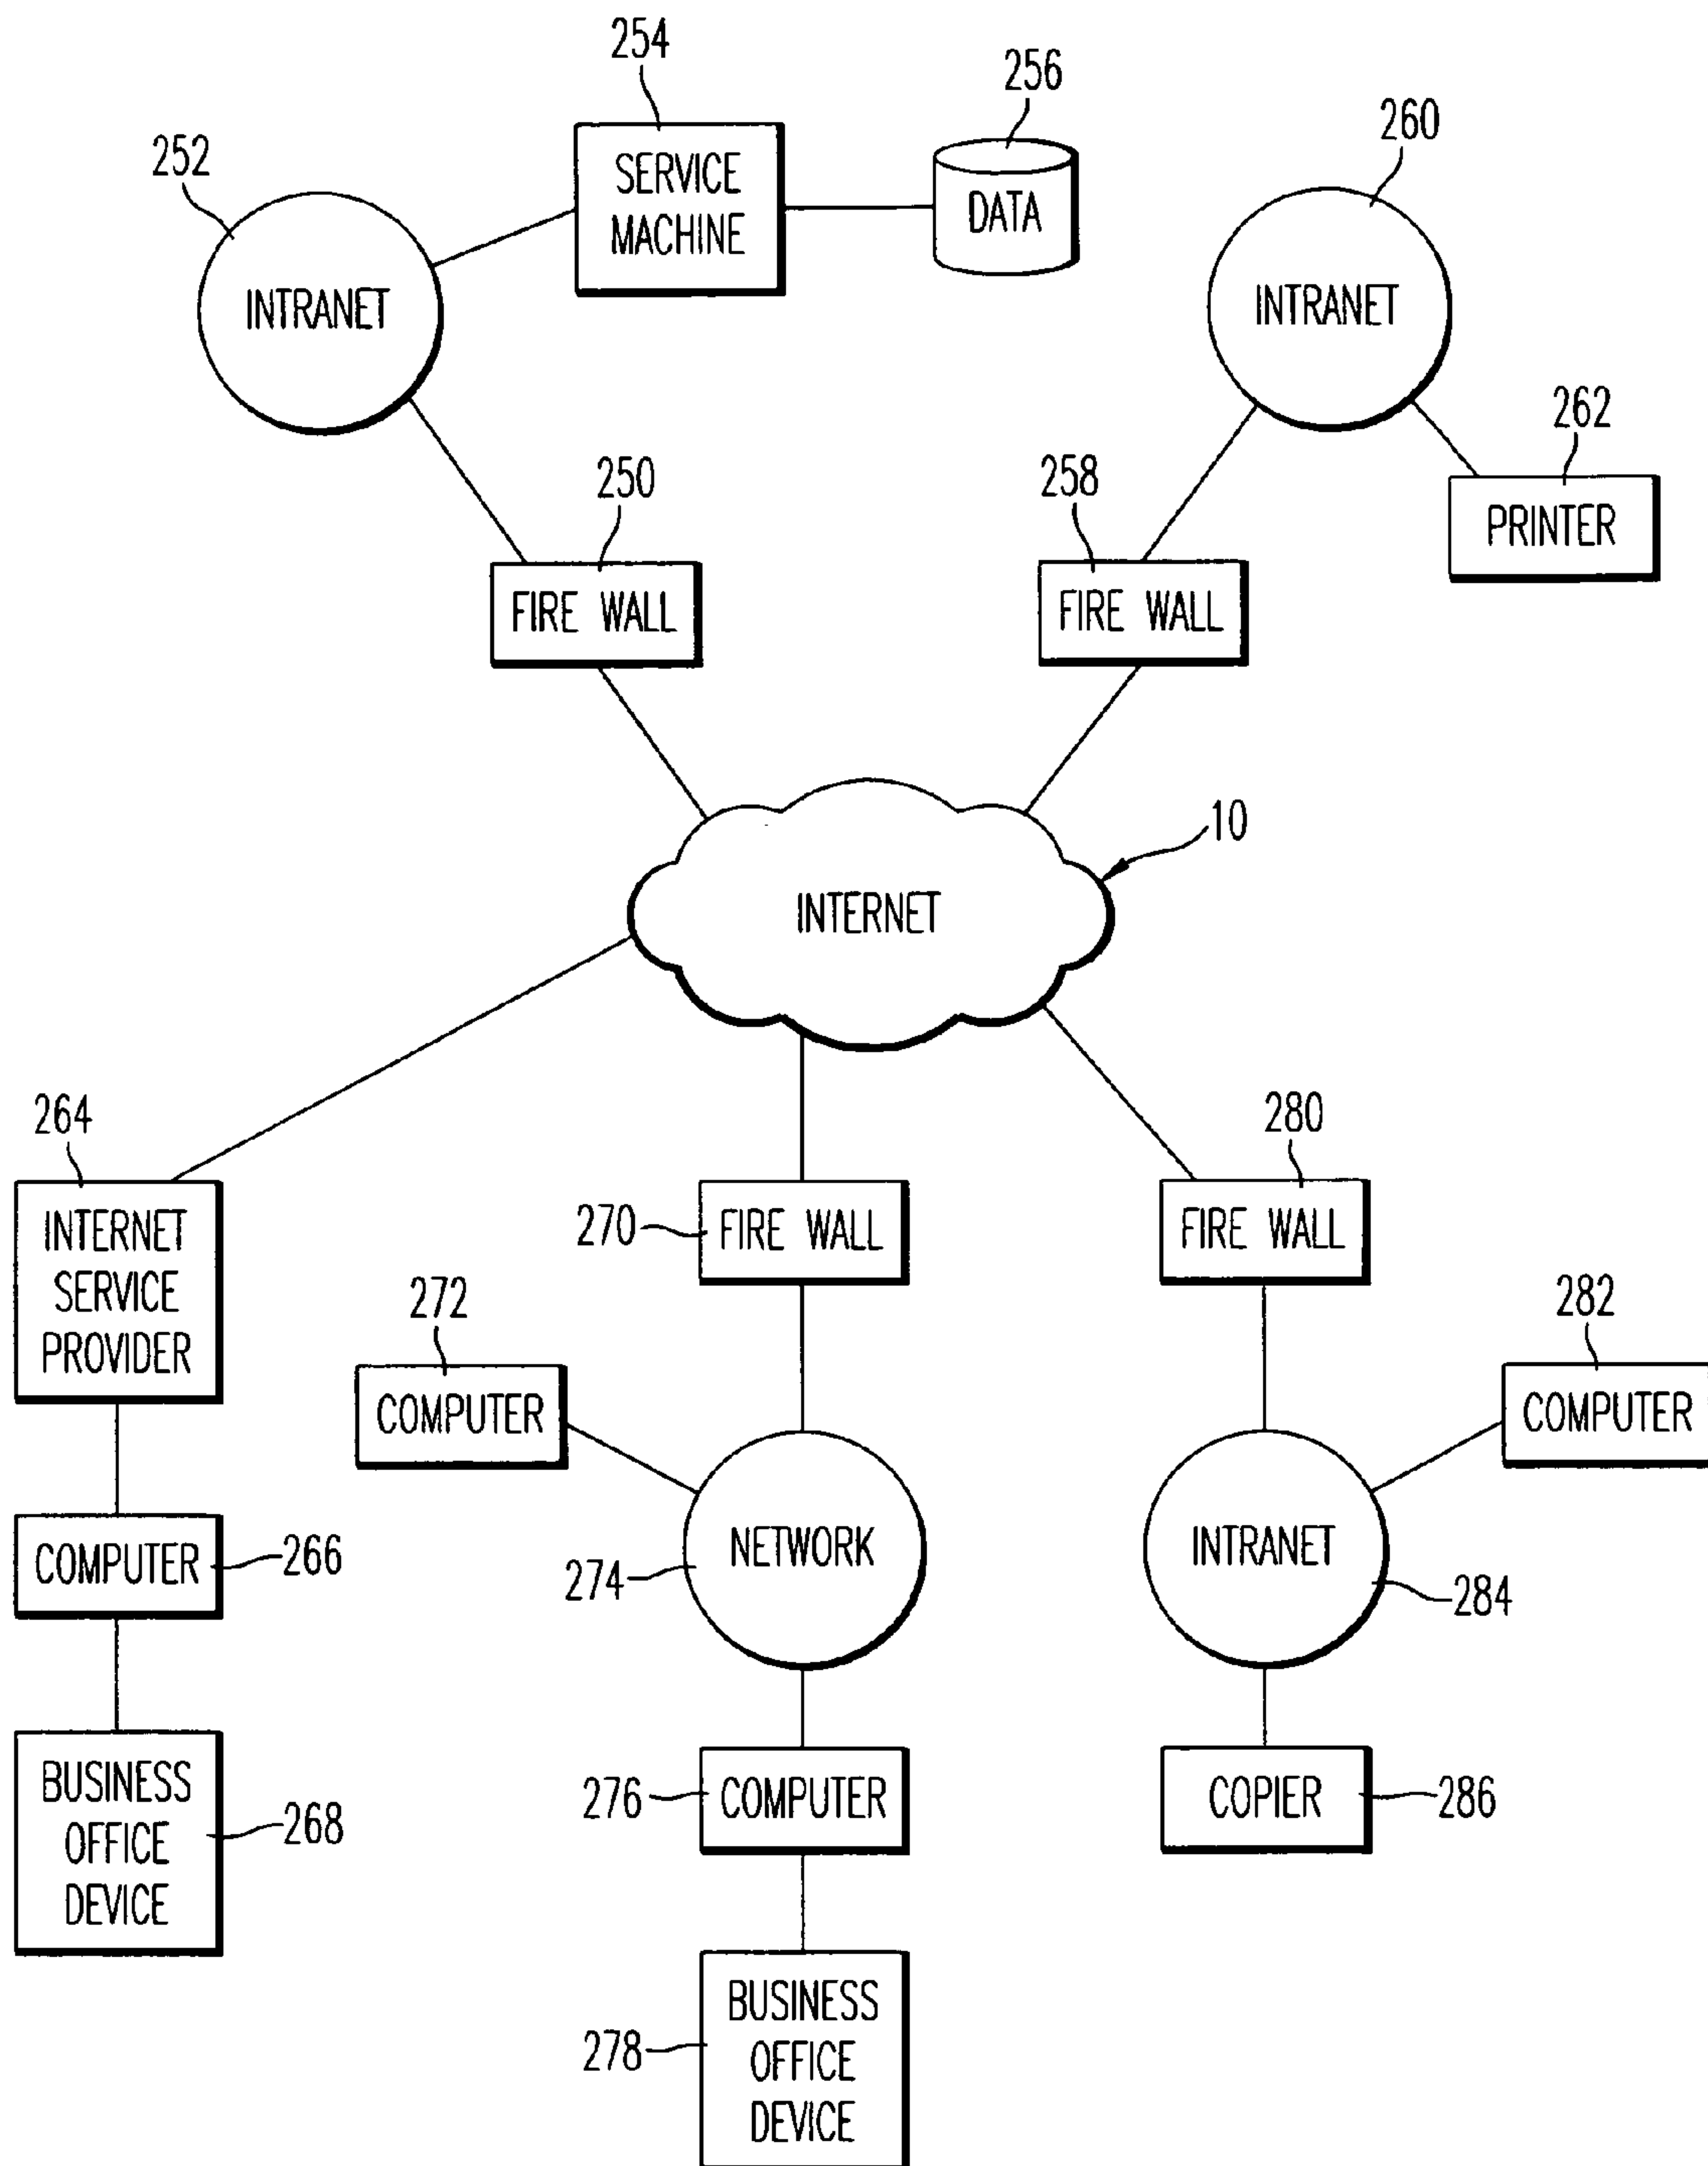 254
256
260
252
SERVICE
MACHINE
DATA
INTRANET
INTRANET
262
250
258
PRINTER
FIRE WALL
FIRE WALL
10
INTERNET
264
280
INTERNET
SERVICE
PROVIDER
270
FIRE WALL
FIRE WALL
272
282
COMPUTER
COMPUTER
COMPUTER
266
NETWORK
274
INTRANET
284
BUSINESS
OFFICE
DEVICE
268
276
COMPUTER
COPIER
286
278
BUSINESS
OFFICE
DEVICE